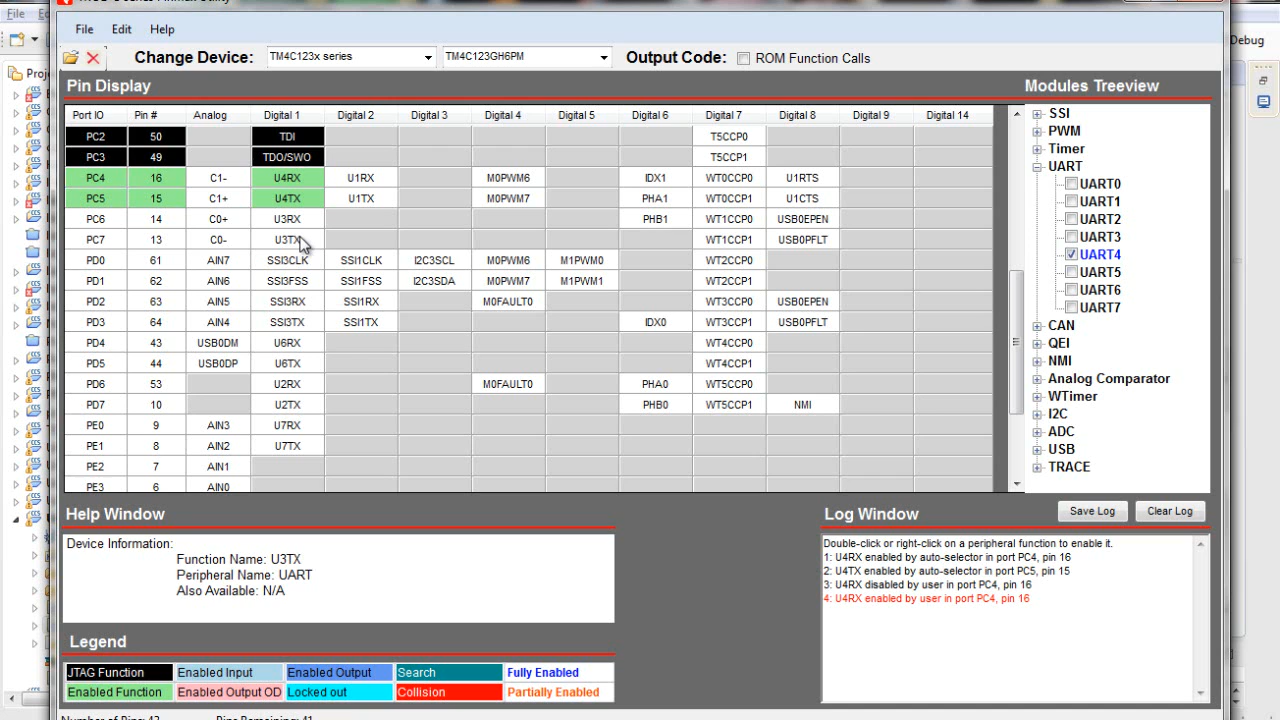 File
File Edit Help
Change Device: TM4C123x series TM4C123GH6PM Output Code: ROM Function Calls
Debug
Proje
Pin Display
Port IO Pin # Analog Digital 1 Digital 2 Digital 3 Digital 4 Digital 5 Digital 6 Digital 7 Digital 8 Digital 9 Digital 14
PC2 50 TDI T5CCP0
PC3 49 TDO/SWO T5CCP1
PC4 16 C1- U4RX U1RX M0PWM6 IDX1 WT0CCP0 U1RTS
PC5 15 C1+ U4TX U1TX M0PWM7 PHA1 WT0CCP1 U1CTS
PC6 14 C0+ U3RX PHB1 WT1CCP0 USB0EPEN
PC7 13 C0- U3TX WT1CCP1 USB0PFLT
PD0 61 AIN7 SSI3CLK SSI1CLK I2C3SCL M0PWM6 M1PWM0 WT2CCP0
PD1 62 AIN6 SSI3FSS SSI1FSS I2C3SDA M0PWM7 M1PWM1 WT2CCP1
PD2 63 AIN5 SSI3RX SSI1RX M0FAULT0 WT3CCP0 USB0EPEN
PD3 64 AIN4 SSI3TX SSI1TX IDX0 WT3CCP1 USB0PFLT
PD4 43 USB0DM U6RX WT4CCP0
PD5 44 USB0DP U6TX WT4CCP1
PD6 53 U2RX M0FAULT0 PHA0 WT5CCP0
PD7 10 U2TX PHB0 WT5CCP1 NMI
PE0 9 AIN3 U7RX
PE1 8 AIN2 U7TX
PE2 7 AIN1
PE3 6 AIN0
Modules Treeview
SSI
PWM
Timer
UART
UART0
UART1
UART2
UART3
UART4
UART5
UART6
UART7
CAN
QEI
NMI
Analog Comparator
WTimer
I2C
ADC
USB
TRACE
Help Window
Device Information:
Function Name: U3TX
Peripheral Name: UART
Also Available: N/A
Log Window Save Log Clear Log
Double-click or right-click on a peripheral function to enable it.
1: U4RX enabled by auto-selector in port PC4, pin 16
2: U4TX enabled by auto-selector in port PC5, pin 15
3: U4RX disabled by user in port PC4, pin 16
4: U4RX enabled by user in port PC4, pin 16
Legend
JTAG Function Enabled Input Enabled Output Search Fully Enabled
Enabled Function Enabled Output OD Locked out Collision Partially Enabled